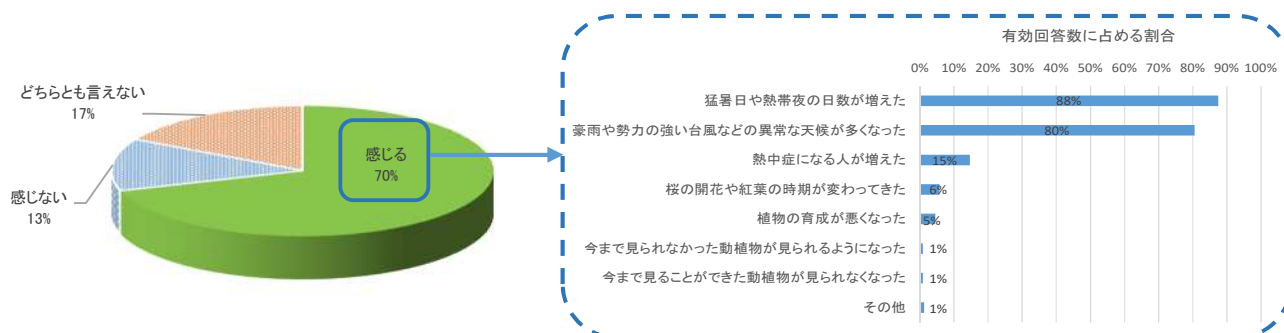 どちらとも言えない
17%
感じる
70%
感じない
13%
有効回答数に占める割合
0% 10% 20% 30% 40% 50% 60% 70% 80% 90% 100%
猛暑日や熱帯夜の日数が増えた 88%
豪雨や勢力の強い台風などの異常な天候が多くなった 80%
熱中症になる人が増えた 15%
桜の開花や紅葉の時期が変わってきた 6%
植物の育成が悪くなった 5%
今まで見られなかった動植物が見られるようになった 1%
今まで見ることができた動植物が見られなくなった 1%
その他 1%